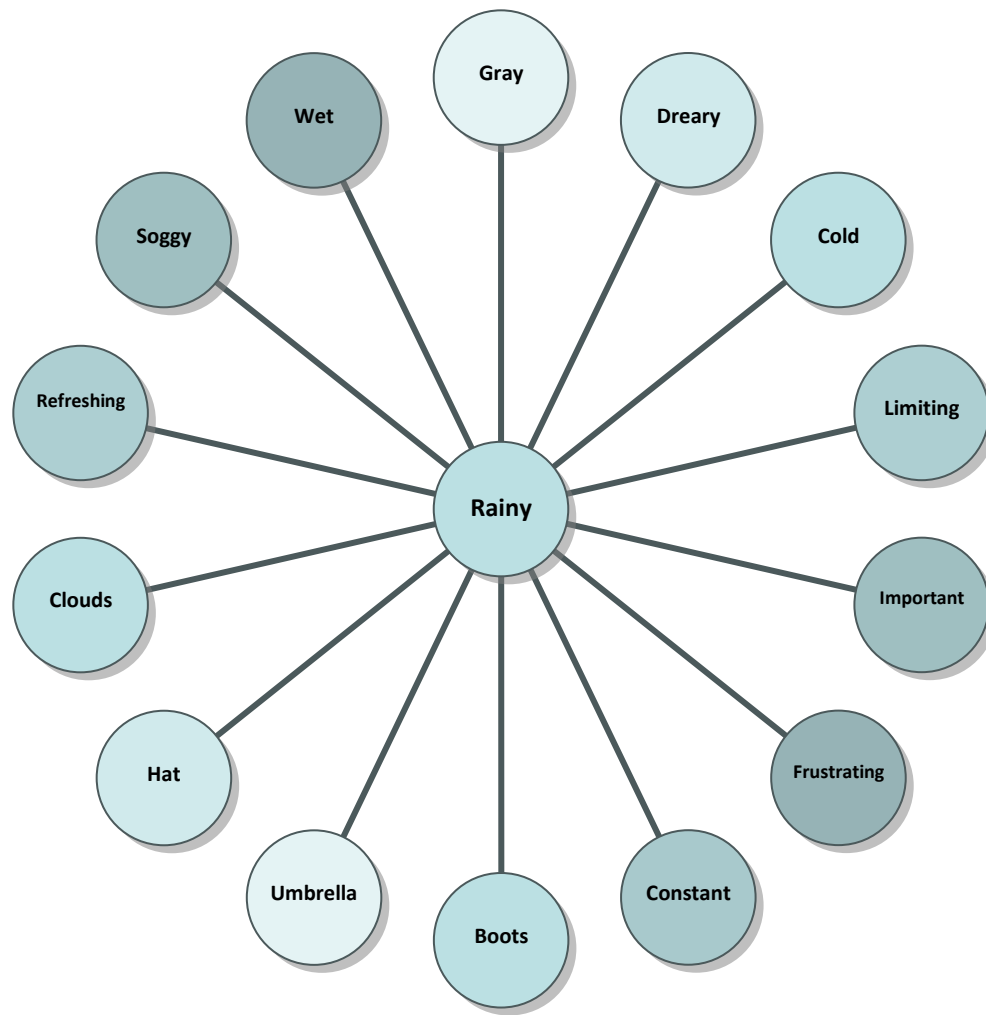 Gray
Dreary
Cold
Limiting
Important
Frustrating
Constant
Boots
Umbrella
Hat
Clouds
Refreshing
Soggy
Wet
Rainy